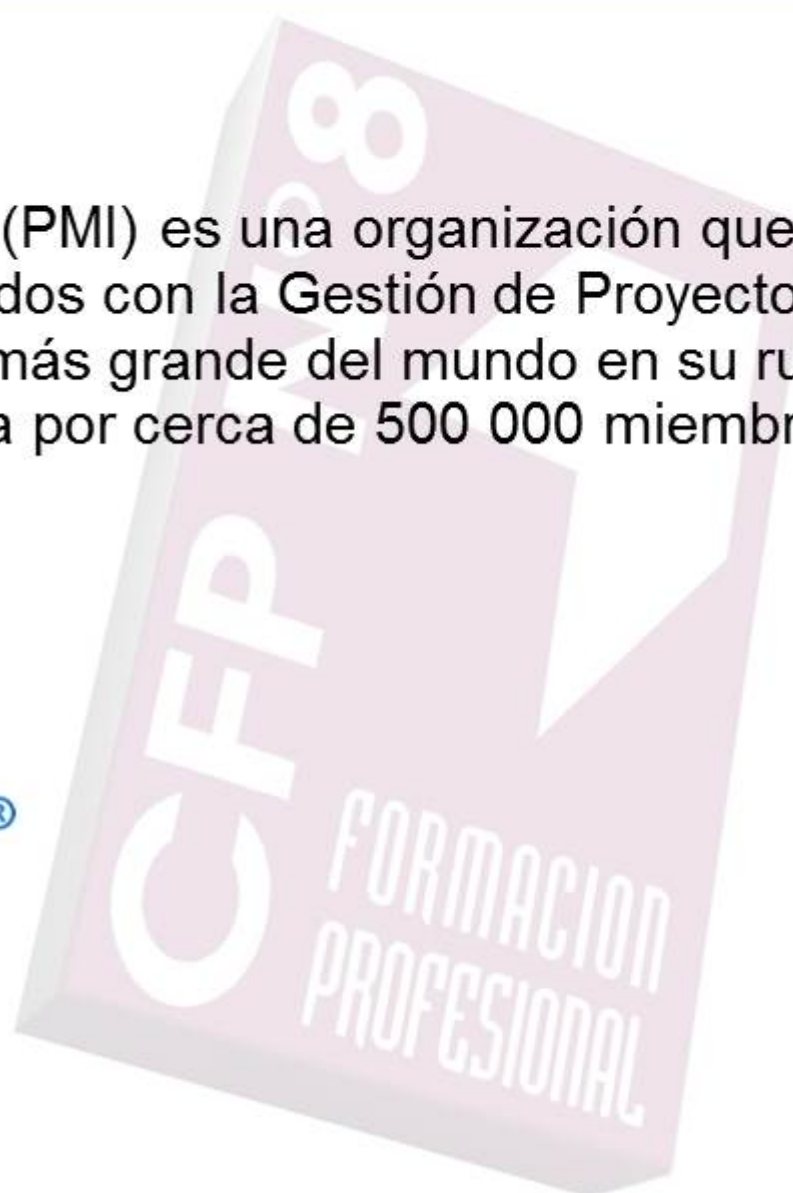 (PMI) es una organización que
dos con la Gestión de Proyecto
más grande del mundo en su ru
a por cerca de 500 000 miembr
®
CFP Nº8
FORMACION
PROFESIONAL